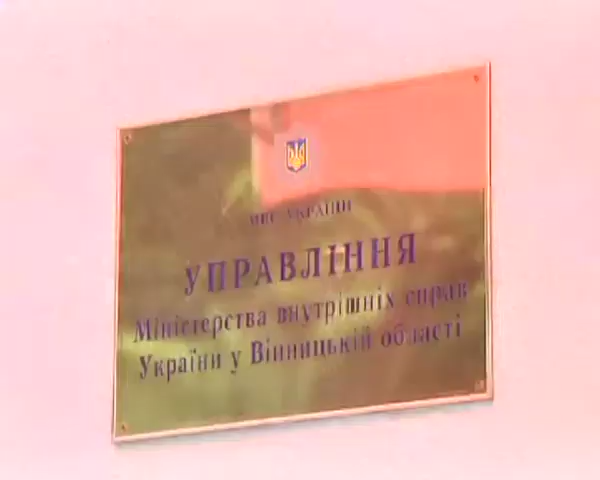 МВС УКРАЇНИ
УПРАВЛІННЯ
Міністерства внутрішніх справ
України у Вінницькій області